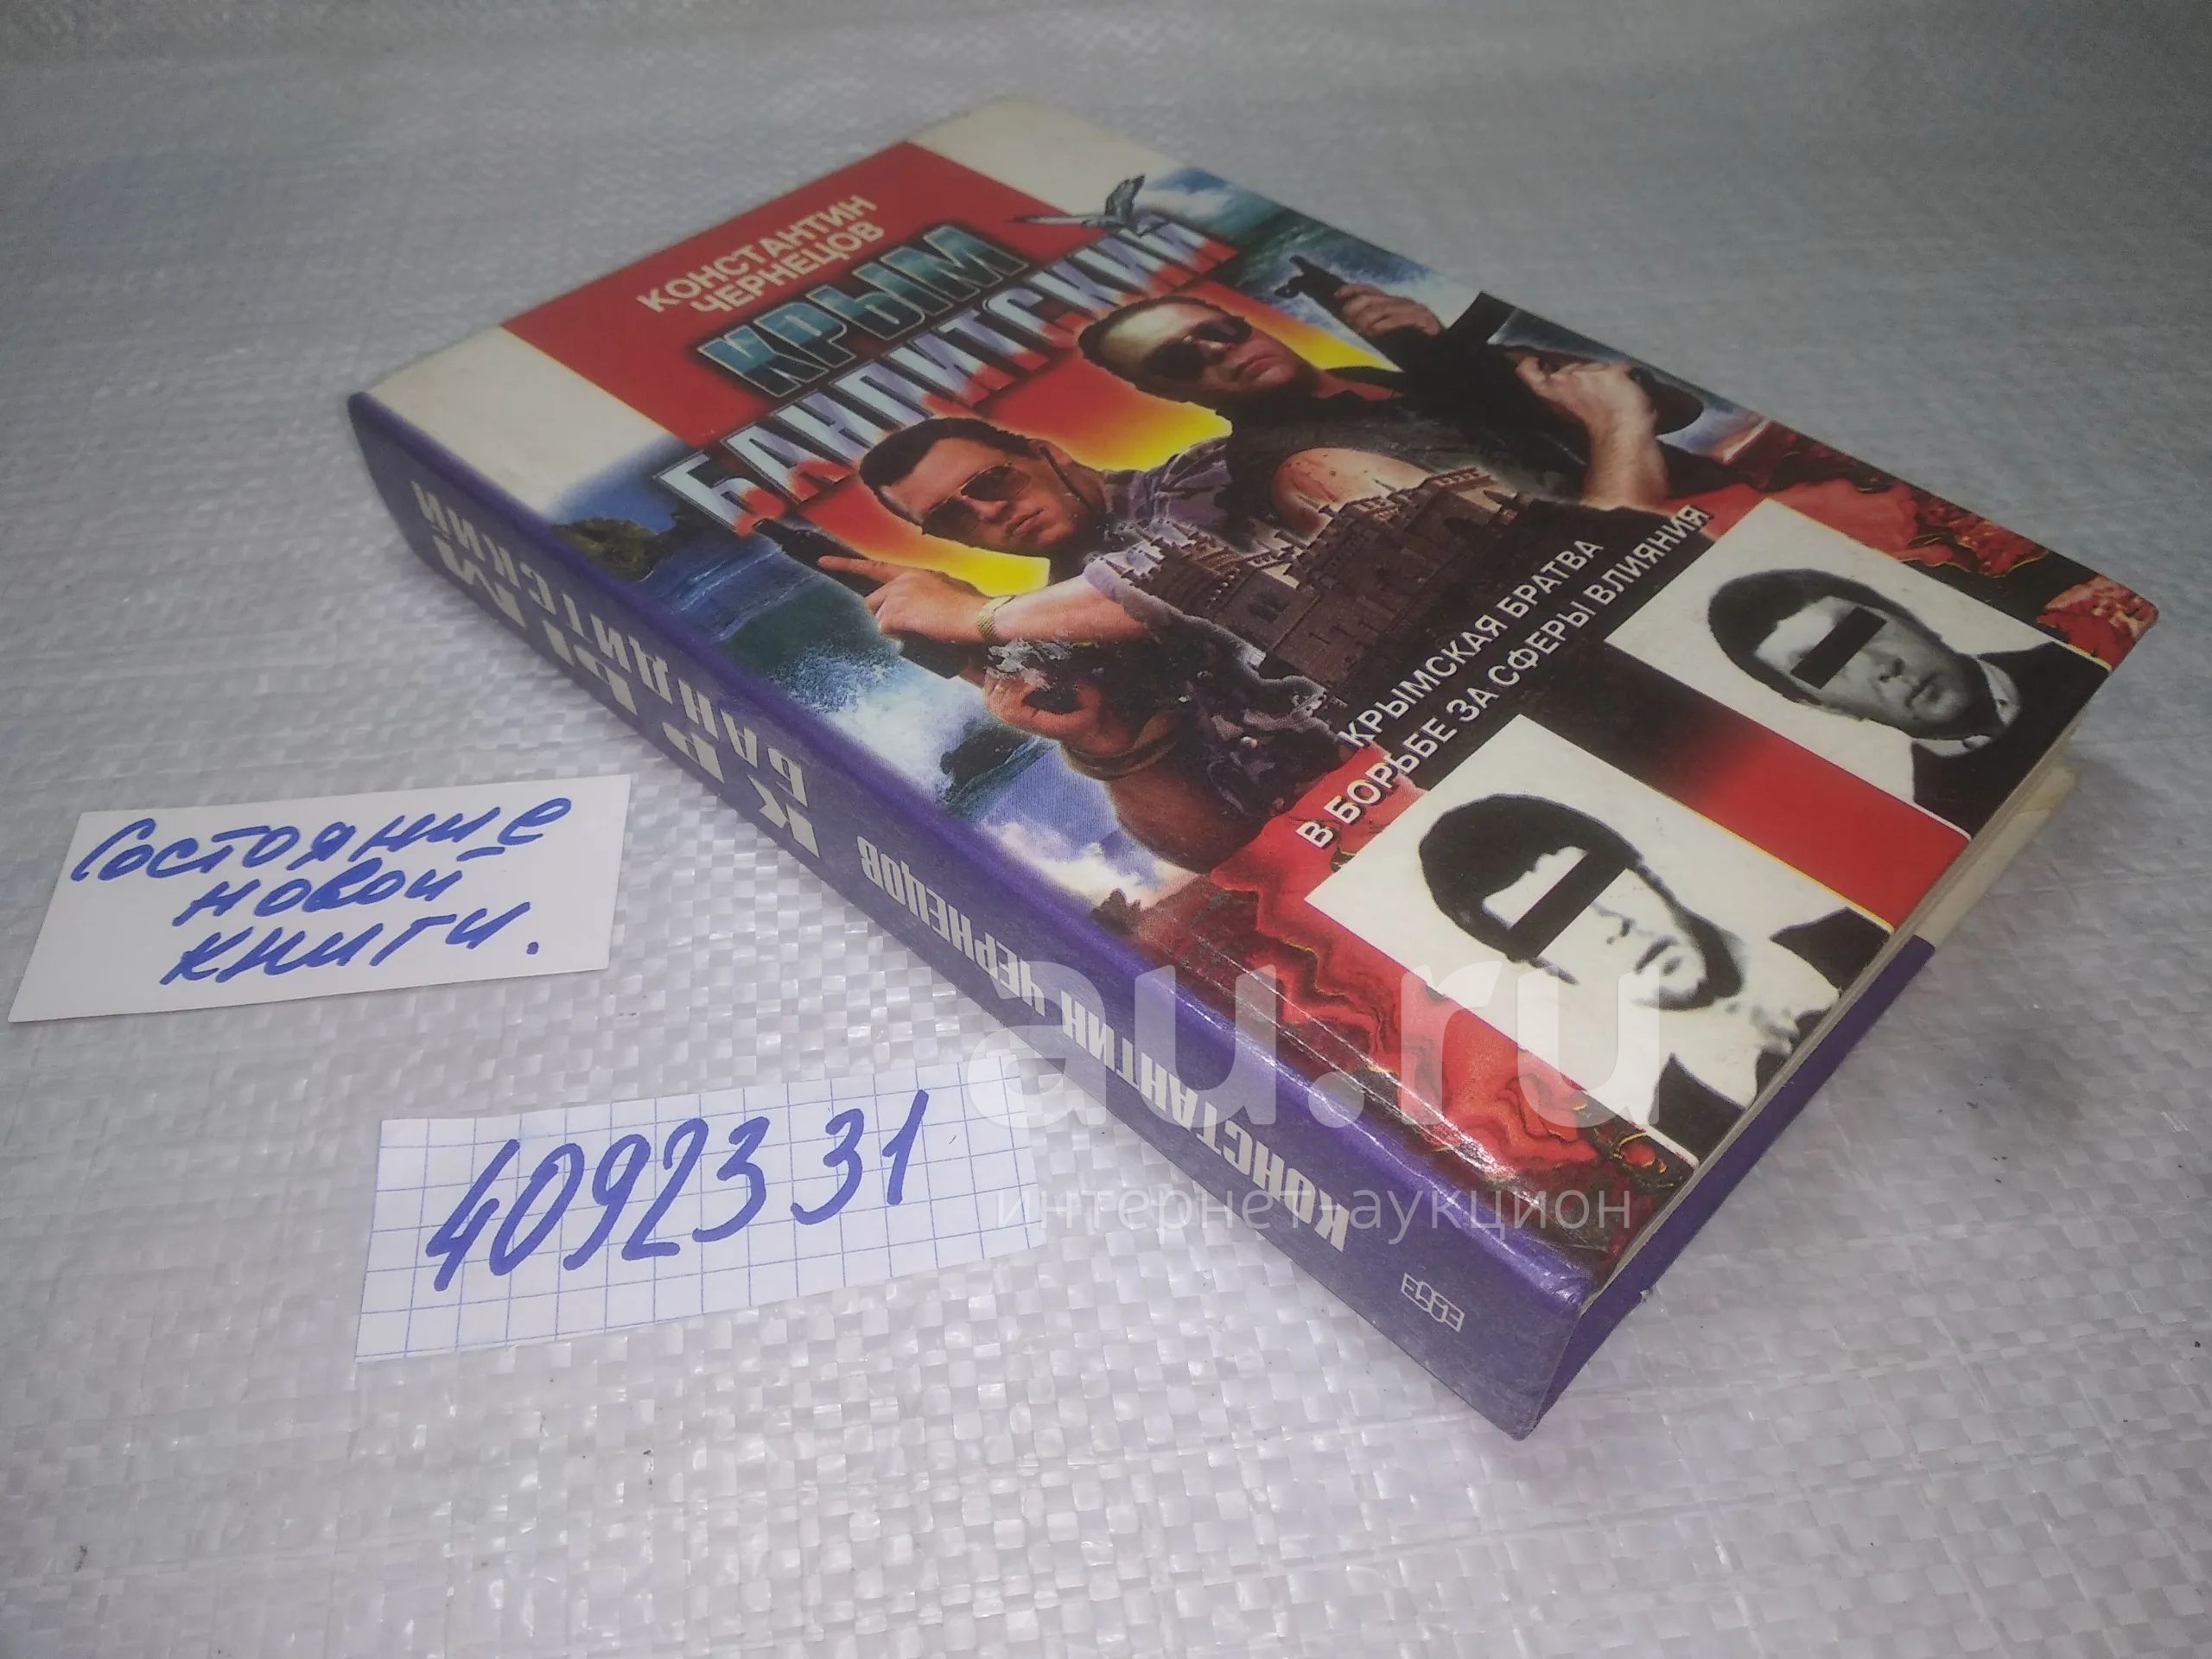 КОНСТАНТИН
ЧЕРНЕЦОВ
КРЫМ
БАНДИТСКИЙ
КРЫМСКАЯ БРАТВА
В БОРЬБЕ ЗА СФЕРЫ ВЛИЯНИЯ
КОНСТАНТИН ЧЕРНЕЦОВ
КРЫМ
БАНДИТСКИЙ
Состояние
новой
книги.
4092331
au.ru
интернет-аукцион